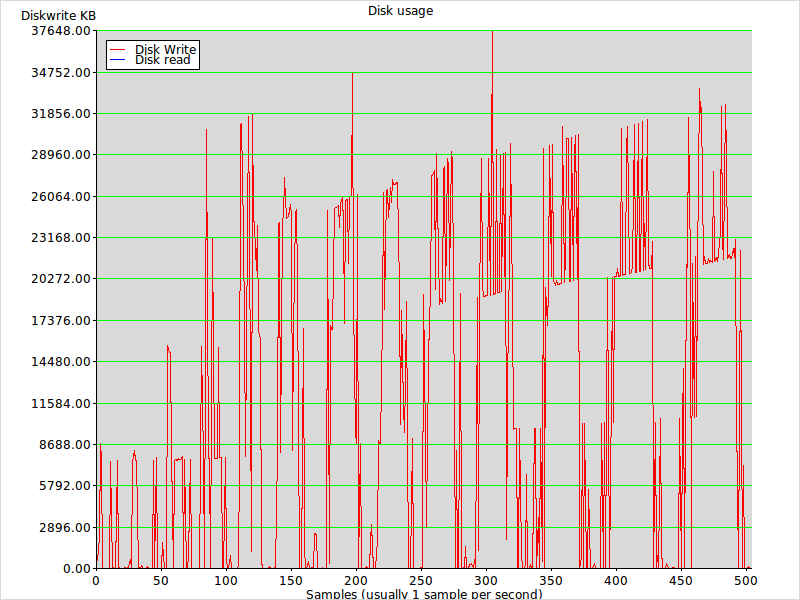 Disk usage
Diskwrite KB
37648.00
34752.00
31856.00
28960.00
26064.00
23168.00
20272.00
17376.00
14480.00
11584.00
8688.00
5792.00
2896.00
0.00
Disk Write
Disk read
0 50 100 150 200 250 300 350 400 450 500
Samples (usually 1 sample per second)